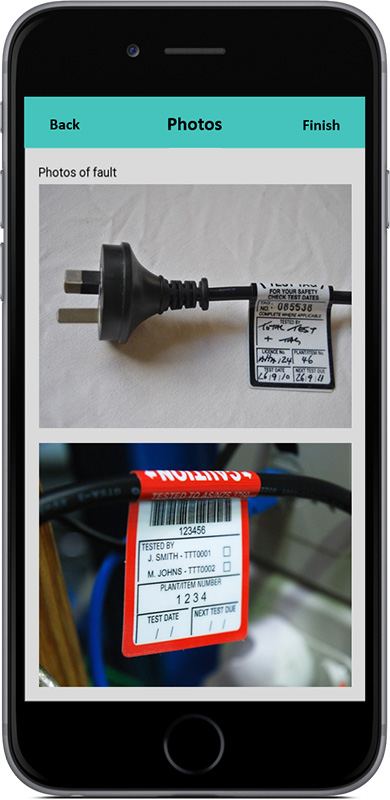 Back Photos Finish
Photos of fault
TEST TAG
FOR YOUR SAFETY
CHECK TEST DATES
NO. 085536
COMPLETE WHERE APPLICABLE
TESTED BY
TOTAL TEST
+ TAG
LICENCE No. PLANT/ITEM No.
46
TEST DATE NEXT TEST DUE
26/9/10 26/9/11
CAUTION
TESTED TO AS/NZS 3760
123456
TESTED BY
J. SMITH - TTT0001
M. JOHNS - TTT0002
PLANT/ITEM NUMBER
1 2 3 4
TEST DATE NEXT TEST DUE
/ / / /